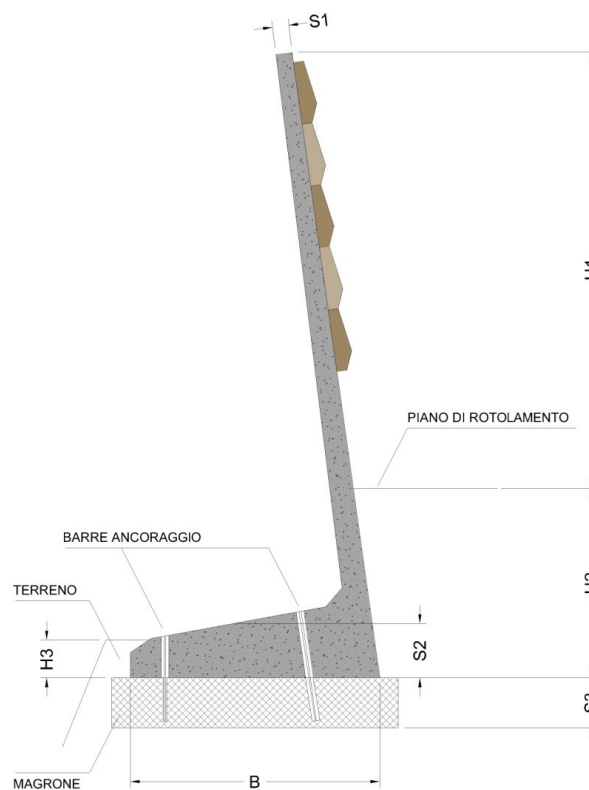 S1
PIANO DI ROTOLAMENTO
BARRE ANCORAGGIO
TERRENO
H3
S2
B
MAGRONE